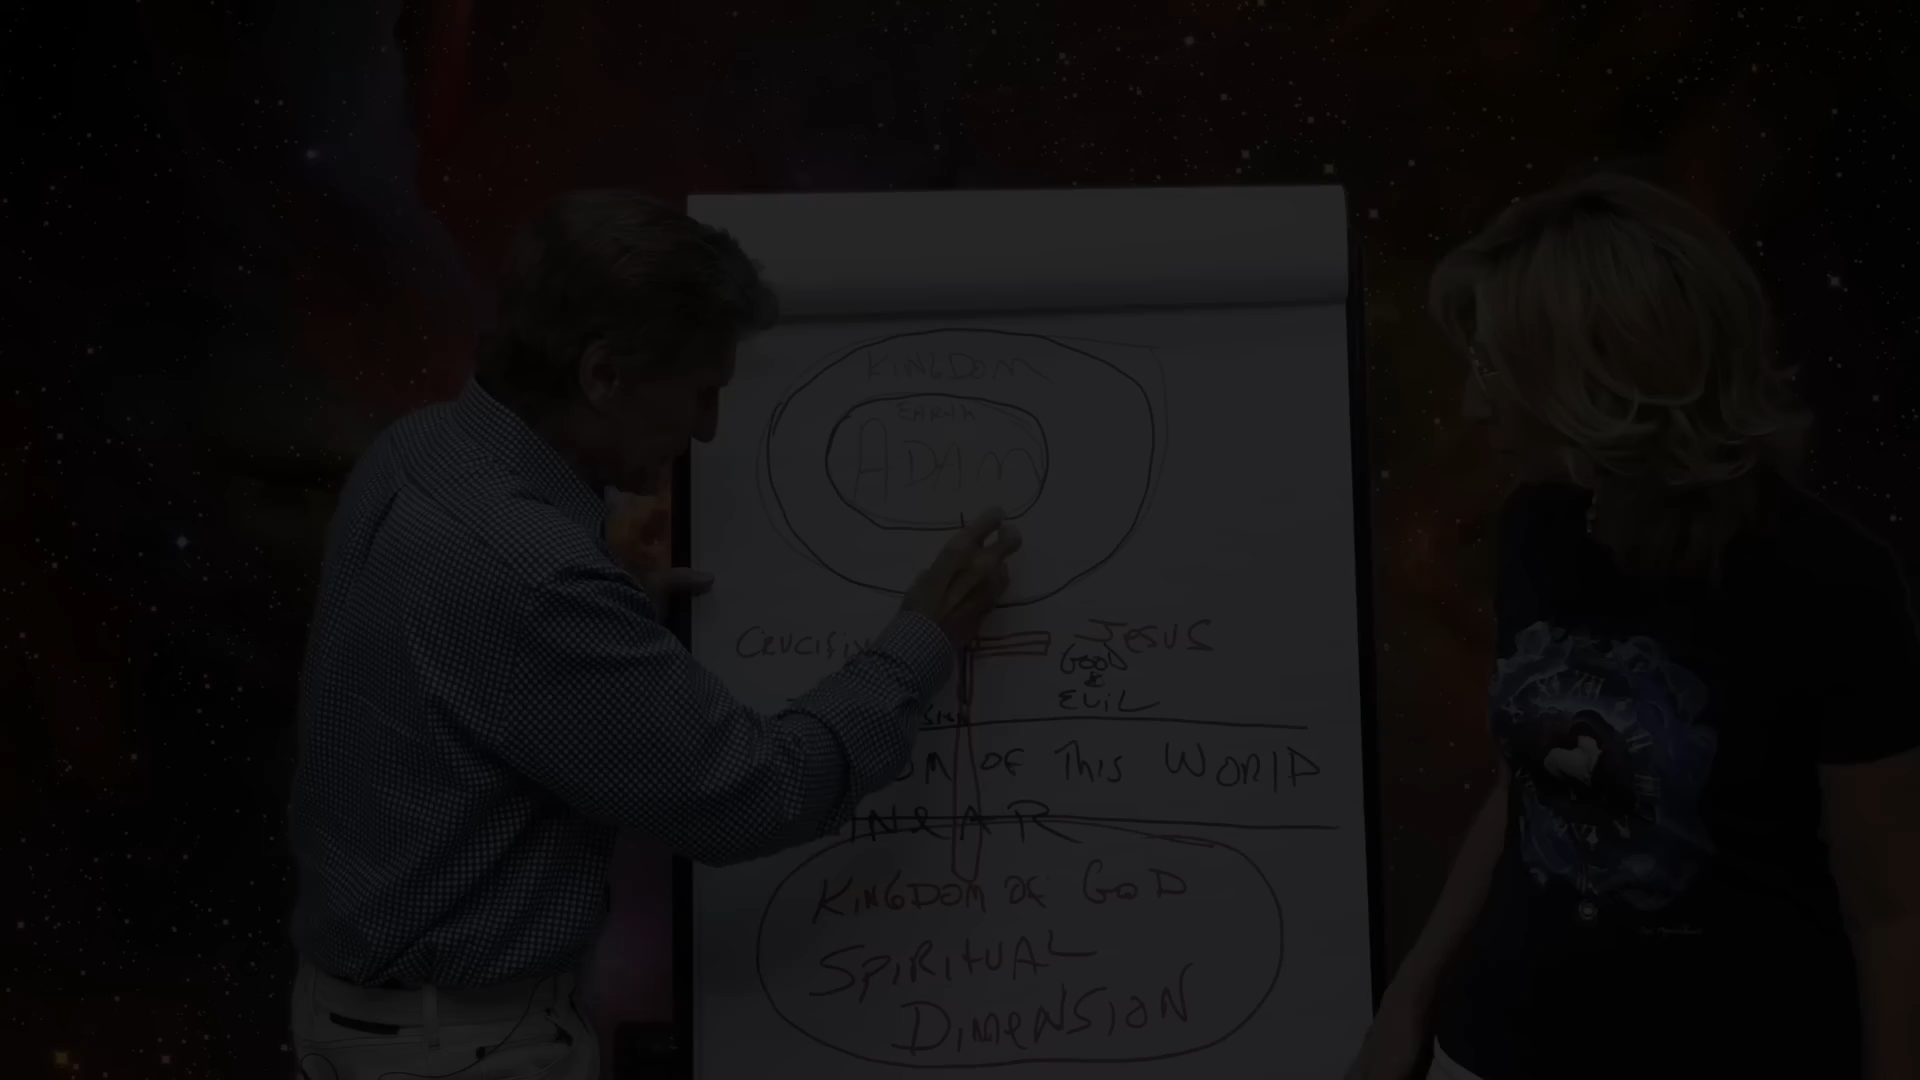 KINGDOM
EARTH
ADAM
JESUS
GOOD
&
EVIL
OF This WORLD
KINGDOM OF GOD
SPIRITUAL
DIMENSION